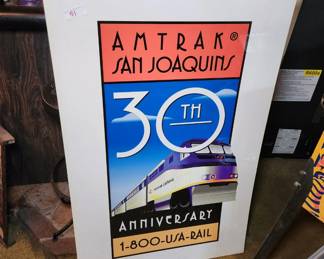 AMTRAK®
SAN JOAQUINS
30TH
ANNIVERSARY
1-800-USA-RAIL